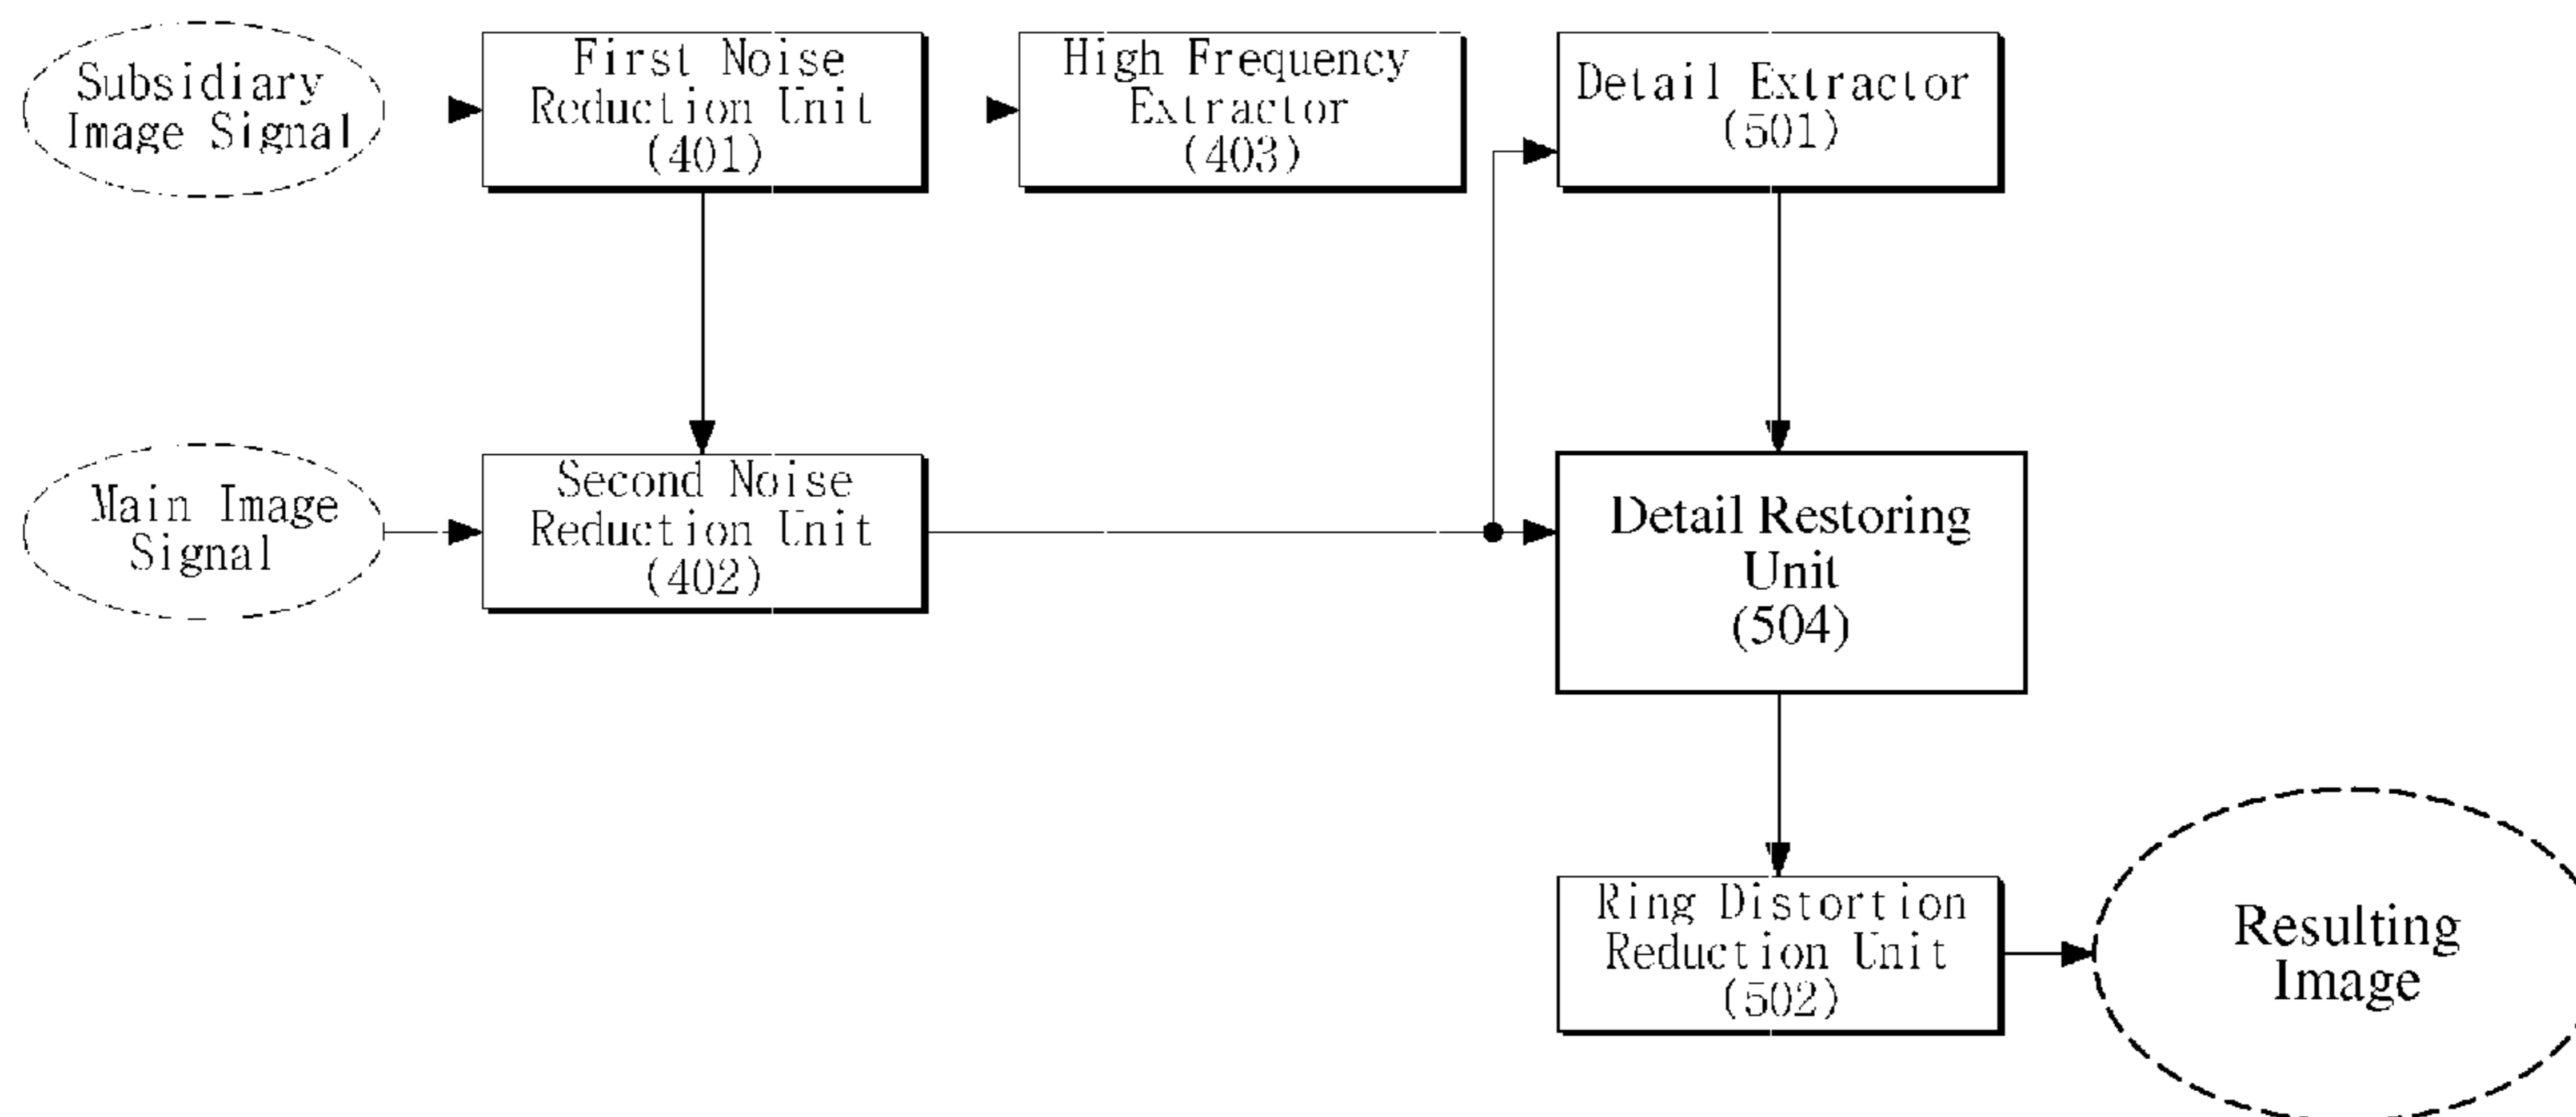 Subsidiary
Image Signal
First Noise
Reduction Unit
(401)
High Frequency
Extractor
(403)
Detail Extractor
(501)
Main Image
Signal
Second Noise
Reduction Unit
(402)
Detail Restoring
Unit
(504)
Ring Distortion
Reduction Unit
(502)
Resulting
Image